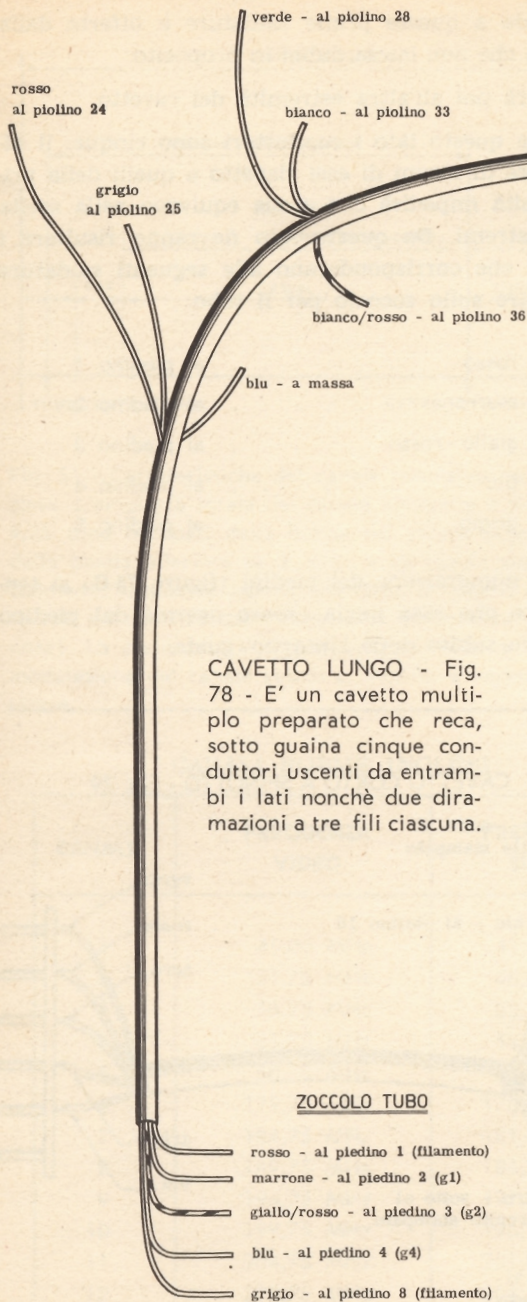 verde - al piolino 28
rosso
al piolino 24
bianco - al piolino 33
grigio
al piolino 25
bianco/rosso - al piolino 36
blu - a massa
CAVETTO LUNGO - Fig.
78 - E' un cavetto multi-
plo preparato che reca,
sotto guaina cinque con-
duttori uscenti da entram-
bi i lati nonchè due dira-
mazioni a tre fili ciascuna.
ZOCCOLO TUBO
rosso - al piedino 1 (filamento)
marrone - al piedino 2 (g1)
giallo/rosso - al piedino 3 (g2)
blu - al piedino 4 (g4)
grigio - al piedino 8 (filamento)